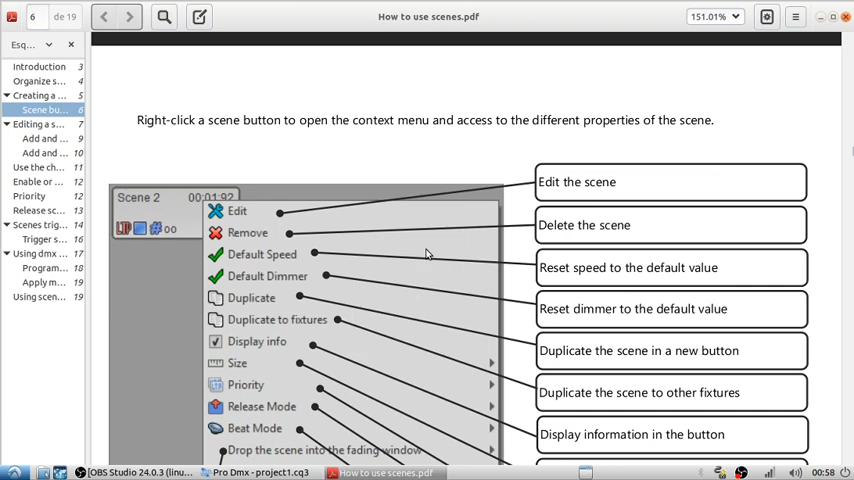 6
de 19
How to use scenes.pdf
151.01%
Esq...
Introduction 3
Organize s... 4
Creating a ... 5
Scene bu... 6
Editing a s... 7
Add and ... 9
Add and ... 10
Use the ch... 11
Enable or ... 12
Priority 12
Release sc... 13
Scenes trig... 14
Trigger s... 16
Using dmx ... 17
Program... 18
Apply m... 19
Using scen... 19
Right-click a scene button to open the context menu and access to the different properties of the scene.
Scene 2 00:01:92
Edit
Remove
Default Speed
Default Dimmer
Duplicate
Duplicate to fixtures
Display info
Size
Priority
Release Mode
Beat Mode
Drop the scene into the fading window
Edit the scene
Delete the scene
Reset speed to the default value
Reset dimmer to the default value
Duplicate the scene in a new button
Duplicate the scene to other fixtures
Display information in the button
[OBS Studio 24.0.3 (linu...
Pro Dmx - project1.cq3
How to use scenes.pdf
00:58